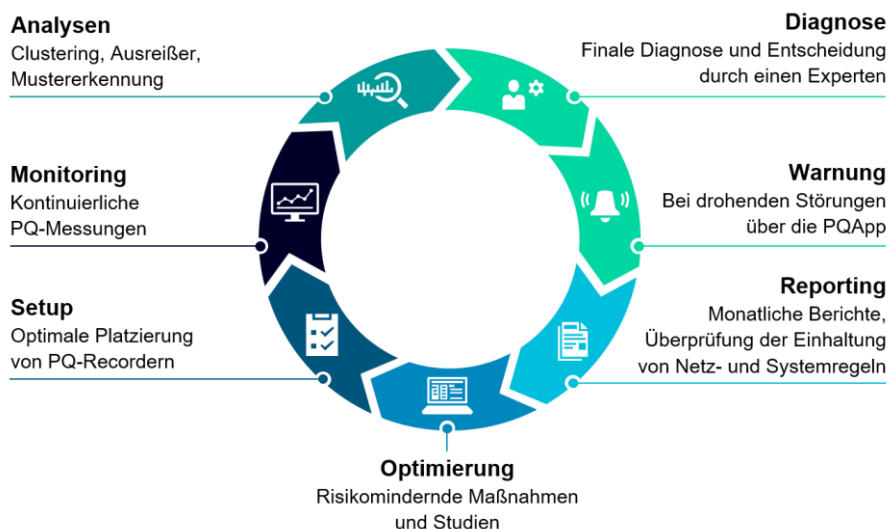 Analysen
Clustering, Ausreißer,
Mustererkennung
Diagnose
Finale Diagnose und Entscheidung
durch einen Experten
Monitoring
Kontinuierliche
PQ-Messungen
Warnung
Bei drohenden Störungen
über die PQApp
Setup
Optimale Platzierung
von PQ-Recordern
Reporting
Monatliche Berichte,
Überprüfung der Einhaltung
von Netz- und Systemregeln
Optimierung
Risikomindernde Maßnahmen
und Studien